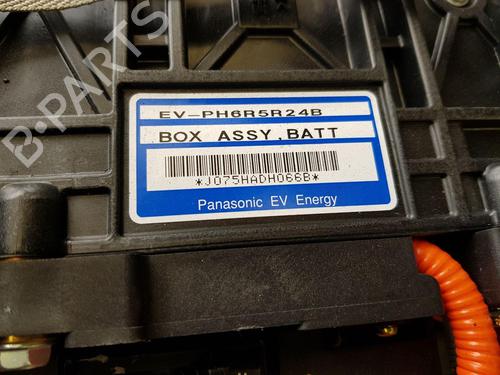 B-PARTS
EV-PH6R5R24B
BOX ASSY,BATT
*J075HADH066B*
Panasonic EV Energy